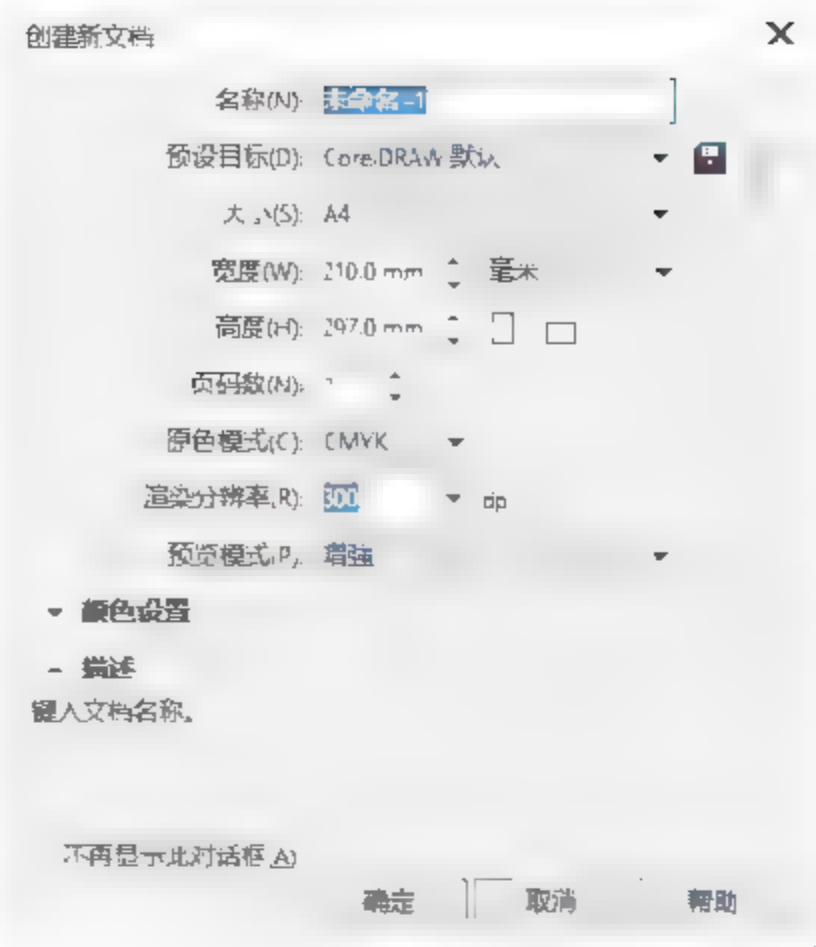 创建新文档
名称(N): 未命名 -1
预设目标(D): CorelDRAW 默认
大小(S): A4
宽度(W): 210.0 mm 毫米
高度(H): 297.0 mm
页码数(N):
原色模式(C): CMYK
渲染分辨率(R): 300 dpi
预览模式(P): 增强
颜色设置
描述
键入文档名称。
不再显示此对话框(A)
确定 取消 帮助